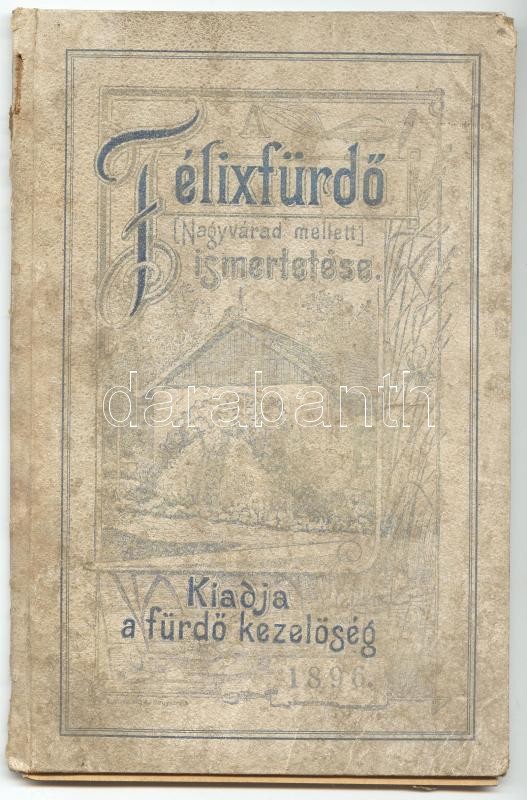 A
Félixfürdő
(Nagyvárad mellett)
ismertetése.
darabanth
Kiadja
a fürdő kezelőség
1896.